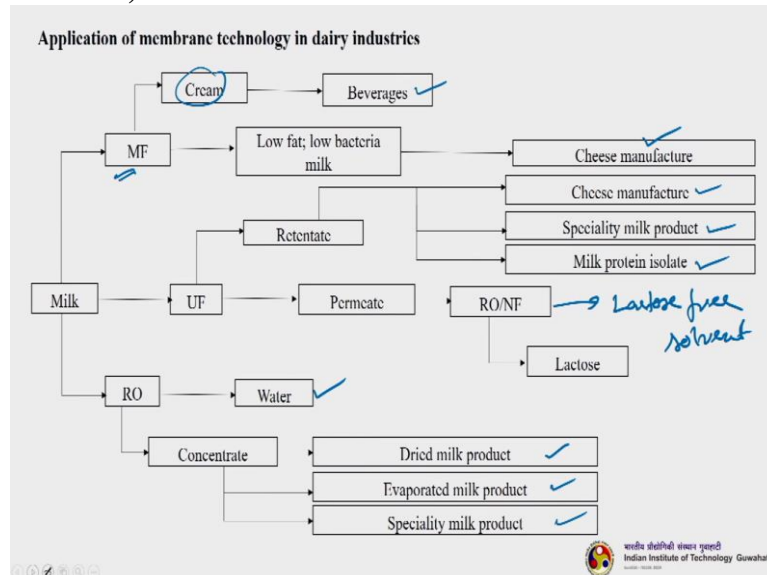 Application of membrane technology in dairy industries
Cream
Beverages
MF
Low fat; low bacteria
milk
Cheese manufacture
Cheese manufacture
Retentate
Speciality milk product
Milk protein isolate
Milk
UF
Permeate
RO/NF
Lactose free
solvent
Lactose
RO
Water
Concentrate
Dried milk product
Evaporated milk product
Speciality milk product
भारतीय प्रौद्योगिकी संस्थान गुवाहाटी
Indian Institute of Technology Guwahat